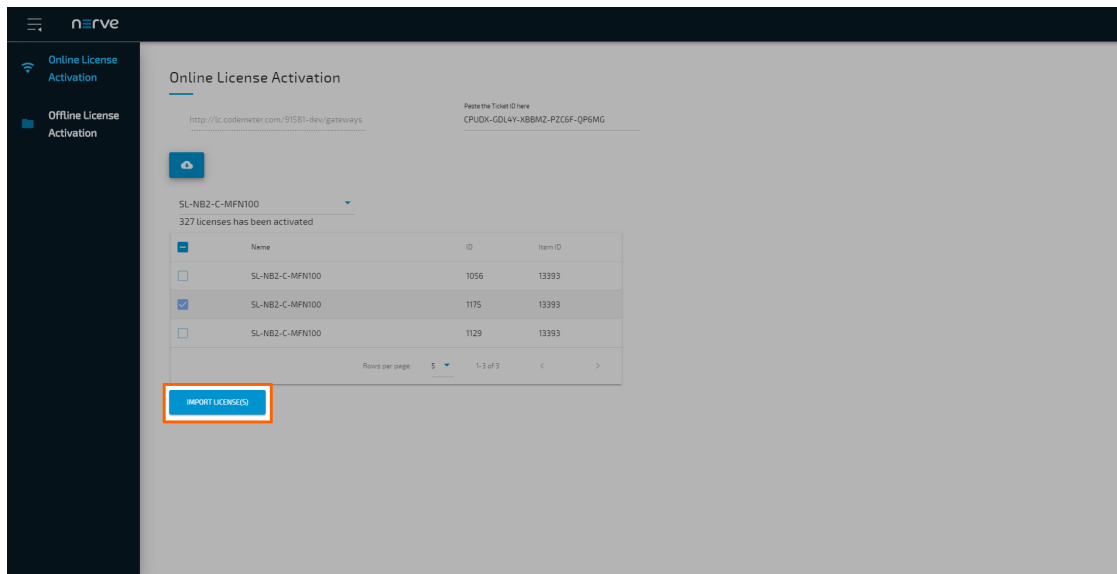 nerve
Online License
Activation
Offline License
Activation
Online License Activation
Paste the Ticket ID here
http://lc.codemeter.com/91581-dev/gateways
CPUDX-GDL4Y-XBBMZ-PZC6F-QP6MG
SL-NB2-C-MFN100
327 licenses has been activated
Name ID Item ID
SL-NB2-C-MFN100 1056 13393
SL-NB2-C-MFN100 1175 13393
SL-NB2-C-MFN100 1129 13393
Rows per page: 5 1-3 of 3
IMPORT LICENSE(S)